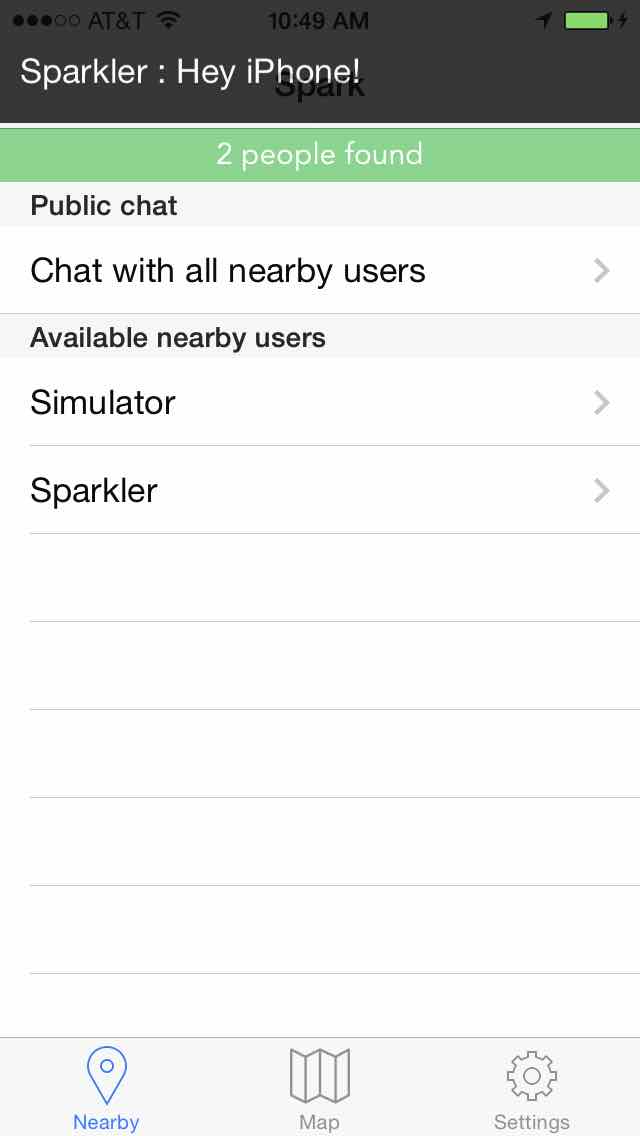 AT&T 10:49 AM
Sparkler : Hey iPhone!
Spark
2 people found
Public chat
Chat with all nearby users
Available nearby users
Simulator
Sparkler
Nearby Map Settings